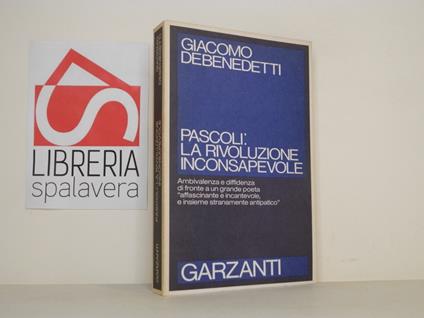 LIBRERIA
spalavera
GIACOMO
DEBENEDETTI
PASCOLI:
LA RIVOLUZIONE
INCONSAPEVOLE
Ambivalenza e diffidenza
di fronte a un grande poeta
"affascinante e incantevole,
e insieme stranamente antipatico"
GARZANTI